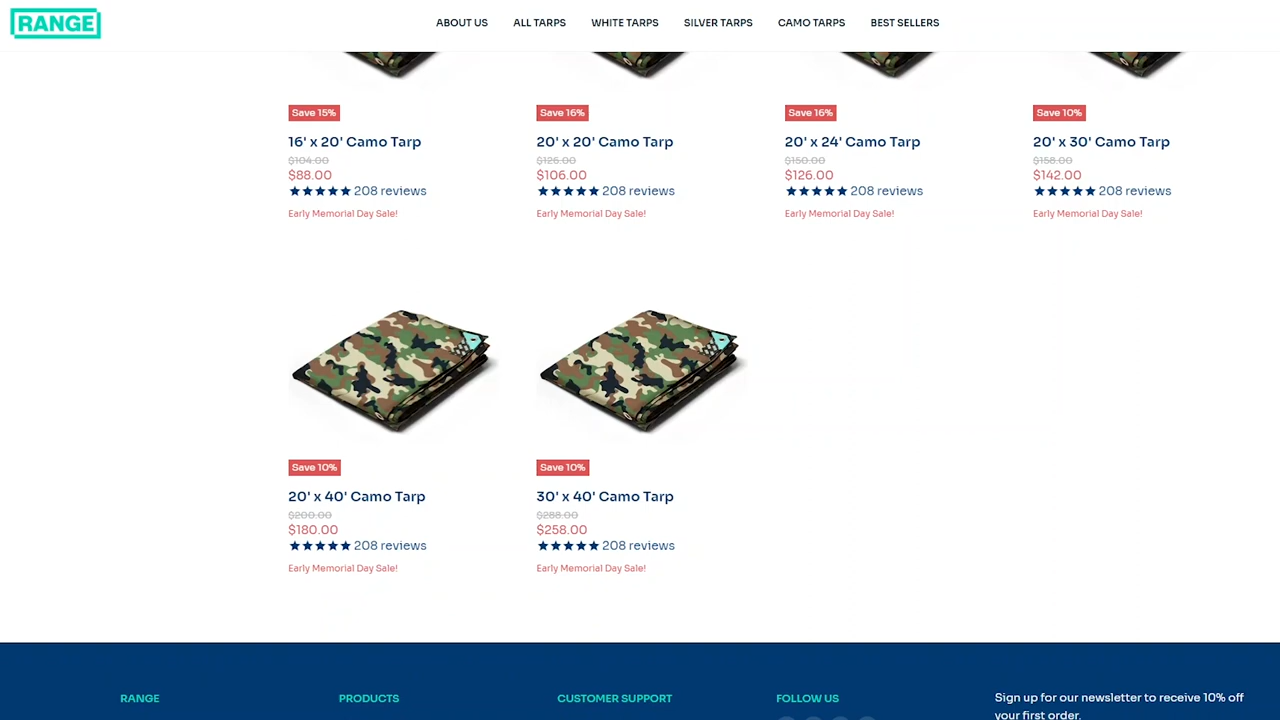 RANGE
ABOUT US
ALL TARPS
WHITE TARPS
SILVER TARPS
CAMO TARPS
BEST SELLERS
Save 15%
16' x 20' Camo Tarp
$104.00
$88.00
208 reviews
Early Memorial Day Sale!
Save 16%
20' x 20' Camo Tarp
$126.00
$106.00
208 reviews
Early Memorial Day Sale!
Save 16%
20' x 24' Camo Tarp
$150.00
$126.00
208 reviews
Early Memorial Day Sale!
Save 10%
20' x 30' Camo Tarp
$158.00
$142.00
208 reviews
Early Memorial Day Sale!
Save 10%
20' x 40' Camo Tarp
$200.00
$180.00
208 reviews
Early Memorial Day Sale!
Save 10%
30' x 40' Camo Tarp
$288.00
$258.00
208 reviews
Early Memorial Day Sale!
RANGE
PRODUCTS
CUSTOMER SUPPORT
FOLLOW US
Sign up for our newsletter to receive 10% off
your first order.